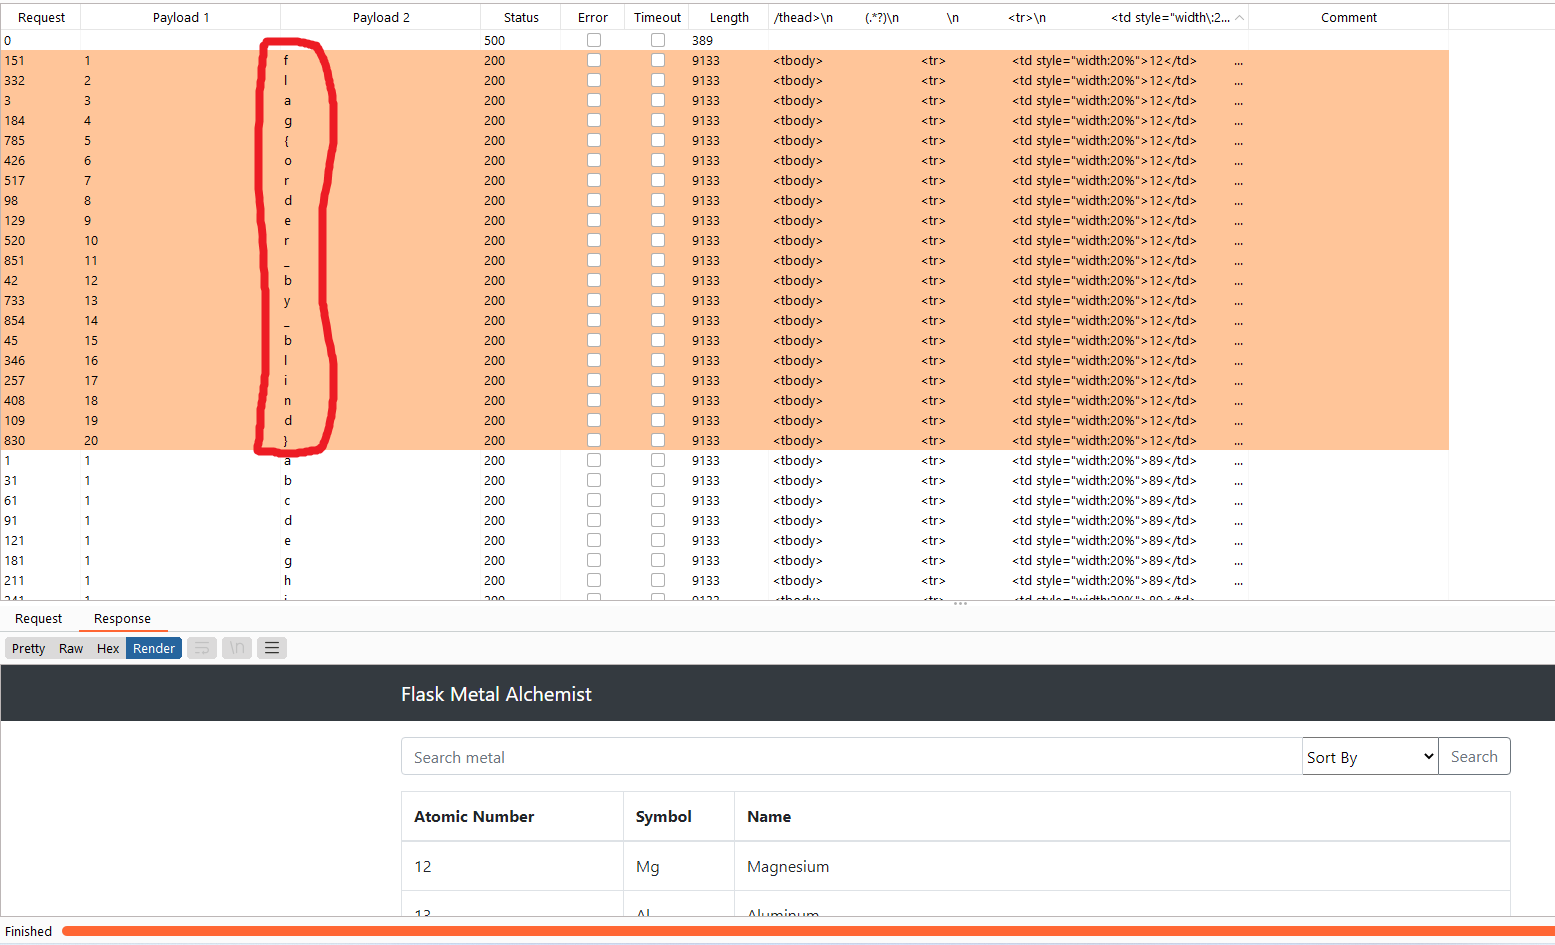 Request Payload 1 Payload 2 Status Error Timeout Length /thead>\n (.*?)\n \n <tr>\n <td style="width\:2... Comment
0 500 389
151 1 f 200 9133 <tbody> <tr> <td style="width:20%">12</td> ...
332 2 l 200 9133 <tbody> <tr> <td style="width:20%">12</td> ...
3 3 a 200 9133 <tbody> <tr> <td style="width:20%">12</td> ...
184 4 g 200 9133 <tbody> <tr> <td style="width:20%">12</td> ...
785 5 { 200 9133 <tbody> <tr> <td style="width:20%">12</td> ...
426 6 o 200 9133 <tbody> <tr> <td style="width:20%">12</td> ...
517 7 r 200 9133 <tbody> <tr> <td style="width:20%">12</td> ...
98 8 d 200 9133 <tbody> <tr> <td style="width:20%">12</td> ...
129 9 e 200 9133 <tbody> <tr> <td style="width:20%">12</td> ...
520 10 r 200 9133 <tbody> <tr> <td style="width:20%">12</td> ...
851 11 _ 200 9133 <tbody> <tr> <td style="width:20%">12</td> ...
42 12 b 200 9133 <tbody> <tr> <td style="width:20%">12</td> ...
733 13 y 200 9133 <tbody> <tr> <td style="width:20%">12</td> ...
854 14 _ 200 9133 <tbody> <tr> <td style="width:20%">12</td> ...
45 15 b 200 9133 <tbody> <tr> <td style="width:20%">12</td> ...
346 16 l 200 9133 <tbody> <tr> <td style="width:20%">12</td> ...
257 17 i 200 9133 <tbody> <tr> <td style="width:20%">12</td> ...
408 18 n 200 9133 <tbody> <tr> <td style="width:20%">12</td> ...
109 19 d 200 9133 <tbody> <tr> <td style="width:20%">12</td> ...
830 20 } 200 9133 <tbody> <tr> <td style="width:20%">12</td> ...
1 1 a 200 9133 <tbody> <tr> <td style="width:20%">89</td> ...
31 1 b 200 9133 <tbody> <tr> <td style="width:20%">89</td> ...
61 1 c 200 9133 <tbody> <tr> <td style="width:20%">89</td> ...
91 1 d 200 9133 <tbody> <tr> <td style="width:20%">89</td> ...
121 1 e 200 9133 <tbody> <tr> <td style="width:20%">89</td> ...
181 1 g 200 9133 <tbody> <tr> <td style="width:20%">89</td> ...
211 1 h 200 9133 <tbody> <tr> <td style="width:20%">89</td> ...
Request Response
Pretty Raw Hex Render \n
Flask Metal Alchemist
Search metal Sort By Search
Atomic Number Symbol Name
12 Mg Magnesium
13 Al Aluminum
Finished